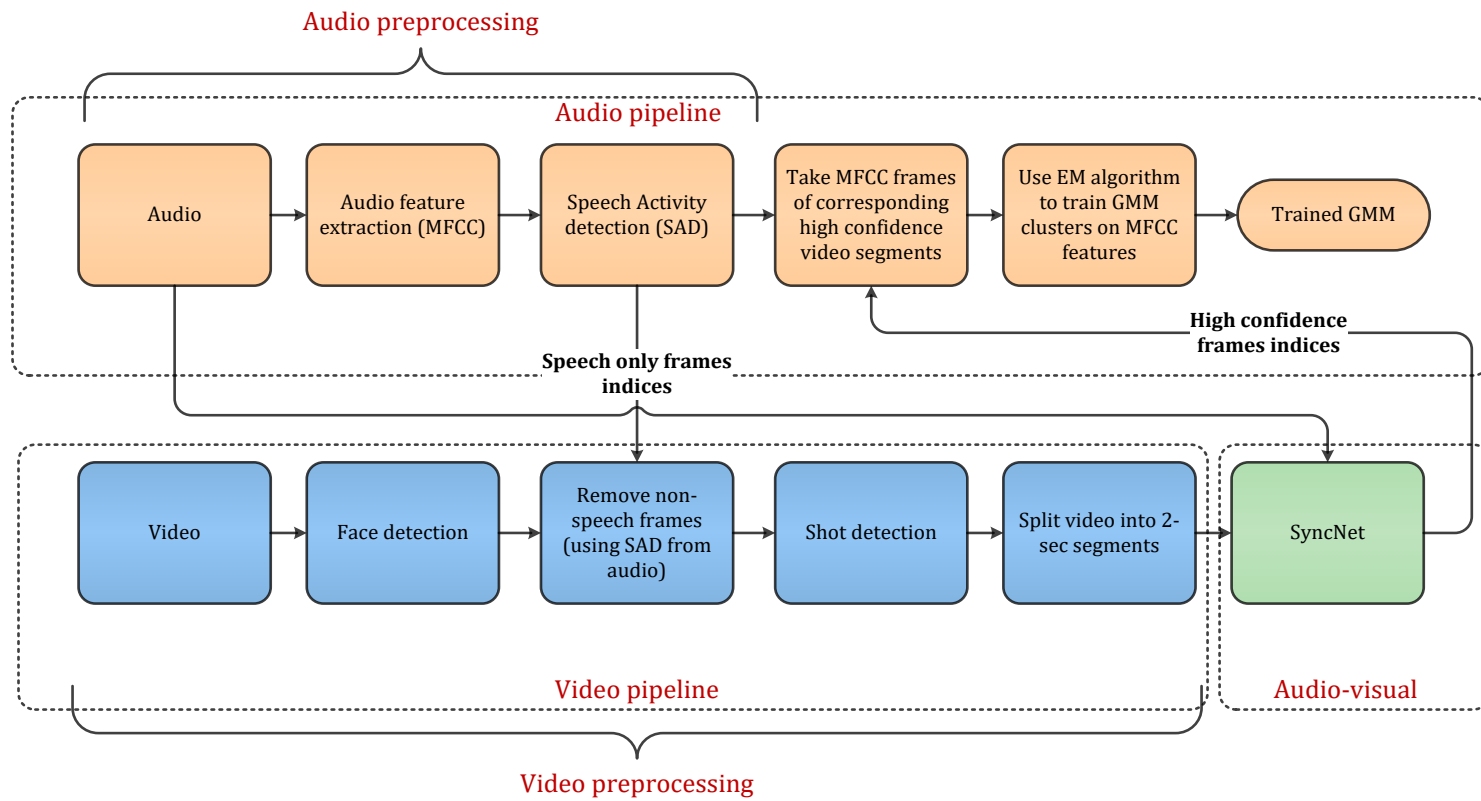 Audio preprocessing
Audio pipeline
Audio
Audio feature
extraction (MFCC)
Speech Activity
detection (SAD)
Take MFCC frames
of corresponding
high confidence
video segments
Use EM algorithm
to train GMM
clusters on MFCC
features
Trained GMM
High confidence
frames indices
Speech only frames
indices
Video
Face detection
Remove non-
speech frames
(using SAD from
audio)
Shot detection
Split video into 2-
sec segments
SyncNet
Video pipeline
Audio-visual
Video preprocessing